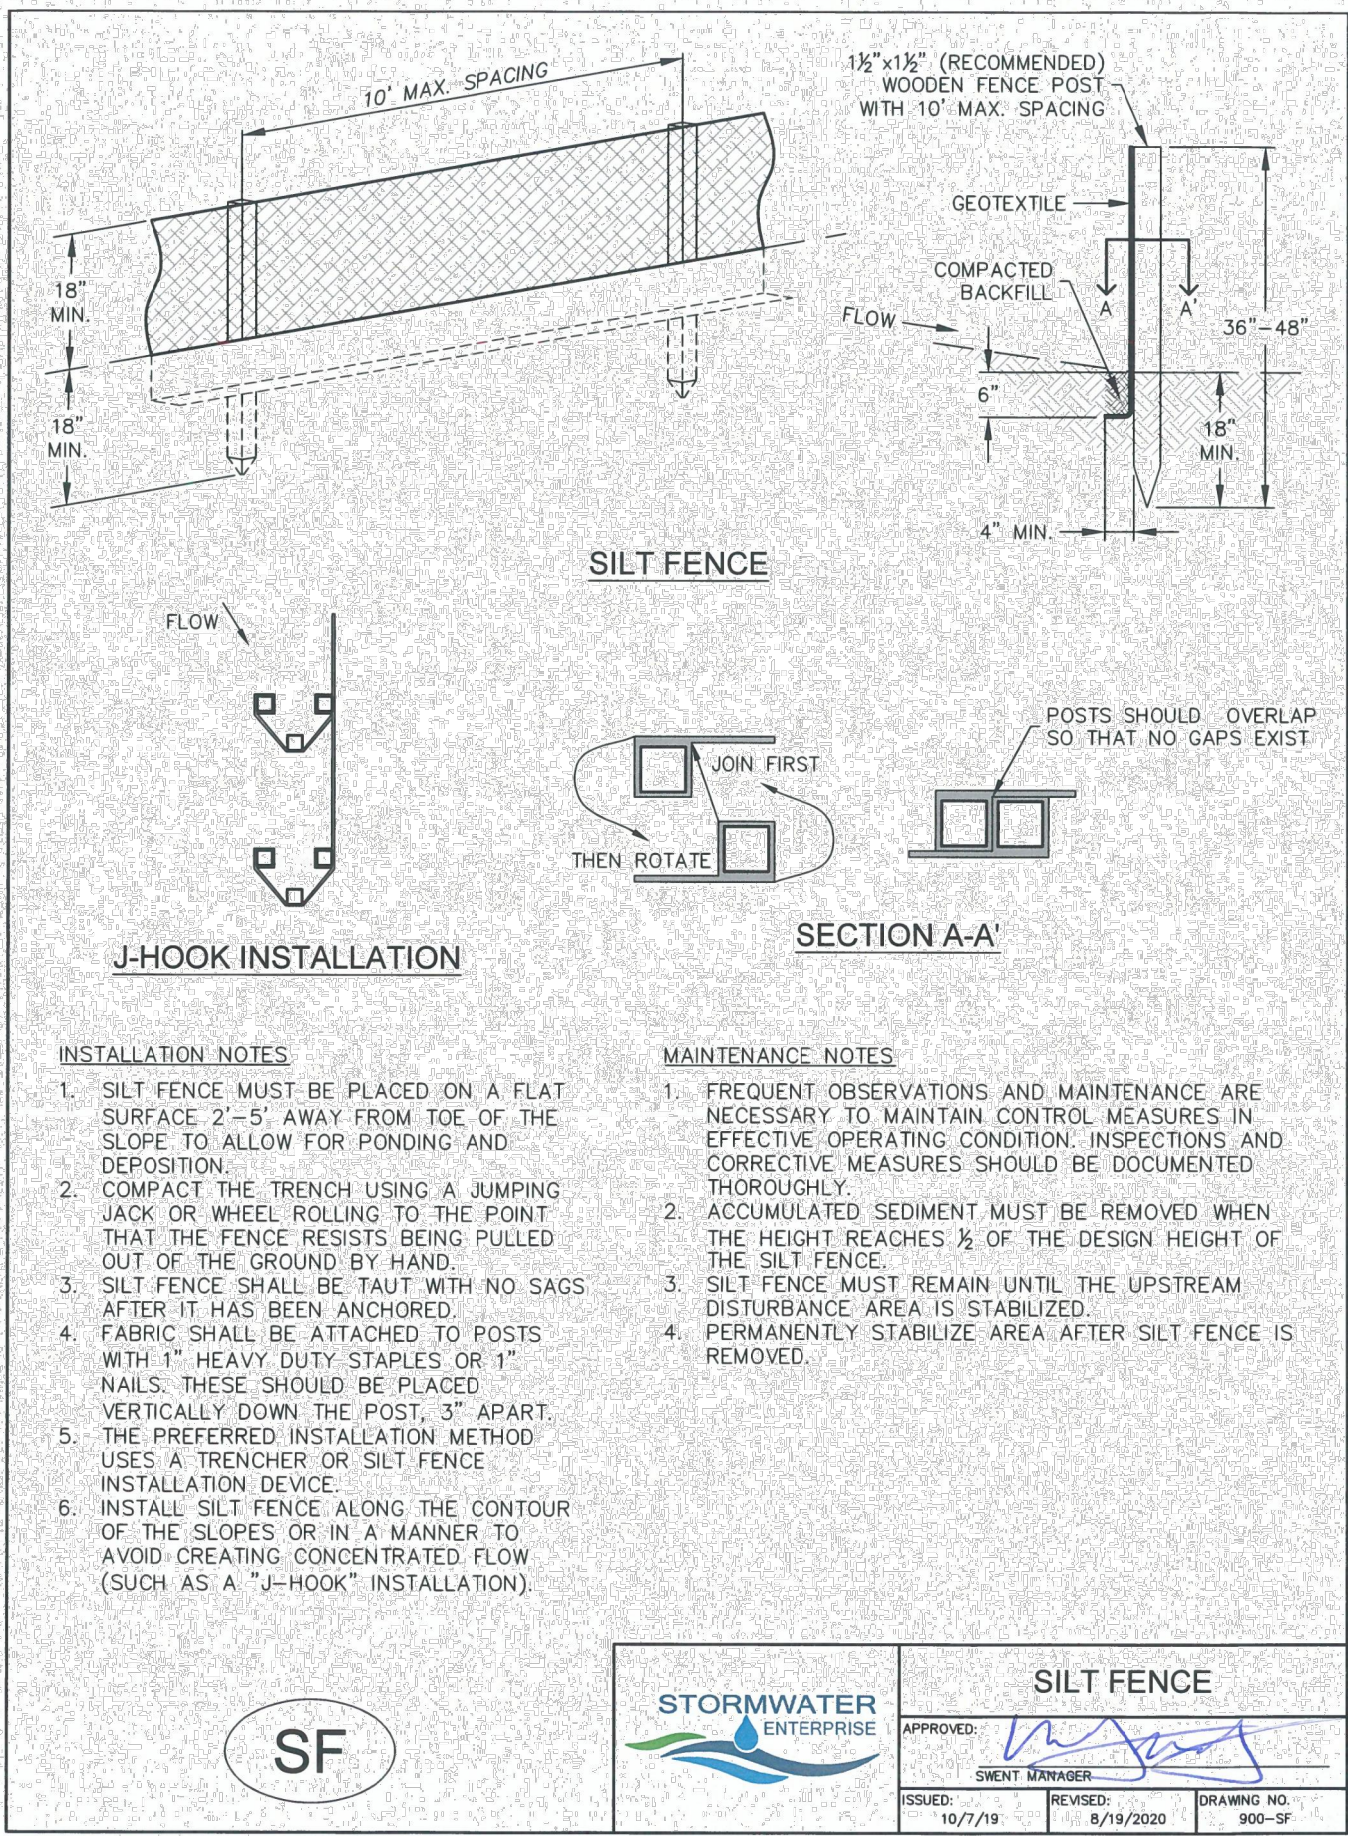 10' MAX. SPACING
18"
MIN.
18"
MIN.
1½"x1½" (RECOMMENDED)
WOODEN FENCE POST
WITH 10' MAX. SPACING
GEOTEXTILE
COMPACTED
BACKFILL
FLOW
A
A'
36"-48"
6"
18"
MIN.
4" MIN.
SILT FENCE
FLOW
J-HOOK INSTALLATION
JOIN FIRST
THEN ROTATE
POSTS SHOULD OVERLAP
SO THAT NO GAPS EXIST
SECTION A-A'
INSTALLATION NOTES
1. SILT FENCE MUST BE PLACED ON A FLAT
SURFACE 2'-5' AWAY FROM TOE OF THE
SLOPE TO ALLOW FOR PONDING AND
DEPOSITION.
2. COMPACT THE TRENCH USING A JUMPING
JACK OR WHEEL ROLLING TO THE POINT
THAT THE FENCE RESISTS BEING PULLED
OUT OF THE GROUND BY HAND.
3. SILT FENCE SHALL BE TAUT WITH NO SAGS
AFTER IT HAS BEEN ANCHORED.
4. FABRIC SHALL BE ATTACHED TO POSTS
WITH 1" HEAVY DUTY STAPLES OR 1"
NAILS. THESE SHOULD BE PLACED
VERTICALLY DOWN THE POST, 3" APART.
5. THE PREFERRED INSTALLATION METHOD
USES A TRENCHER OR SILT FENCE
INSTALLATION DEVICE.
6. INSTALL SILT FENCE ALONG THE CONTOUR
OF THE SLOPES OR IN A MANNER TO
AVOID CREATING CONCENTRATED FLOW
(SUCH AS A "J-HOOK" INSTALLATION).
MAINTENANCE NOTES
1. FREQUENT OBSERVATIONS AND MAINTENANCE ARE
NECESSARY TO MAINTAIN CONTROL MEASURES IN
EFFECTIVE OPERATING CONDITION. INSPECTIONS AND
CORRECTIVE MEASURES SHOULD BE DOCUMENTED
THOROUGHLY.
2. ACCUMULATED SEDIMENT MUST BE REMOVED WHEN
THE HEIGHT REACHES ½ OF THE DESIGN HEIGHT OF
THE SILT FENCE.
3. SILT FENCE MUST REMAIN UNTIL THE UPSTREAM
DISTURBANCE AREA IS STABILIZED.
4. PERMANENTLY STABILIZE AREA AFTER SILT FENCE IS
REMOVED.
SF
STORMWATER
ENTERPRISE
SILT FENCE
APPROVED:
SWENT MANAGER
ISSUED:
10/7/19
REVISED:
8/19/2020
DRAWING NO.
900-SF